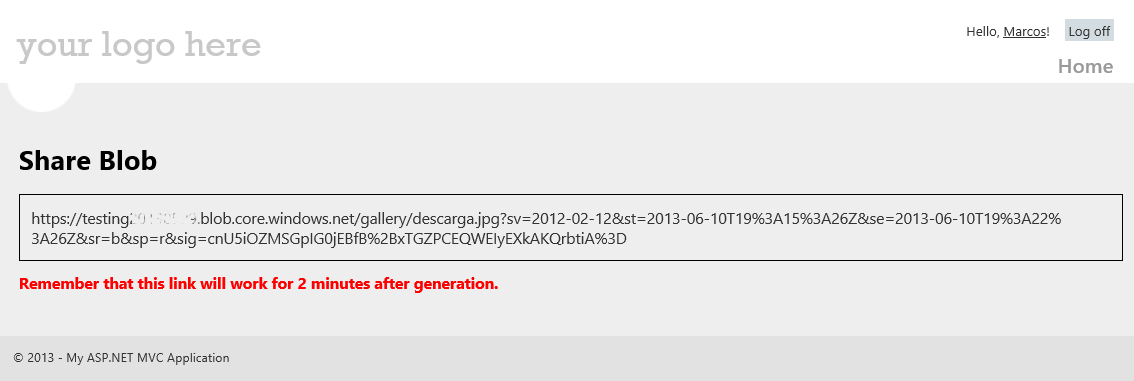 your logo here
Hello, Marcos!
Log off
Home
Share Blob
https://testing .blob.core.windows.net/gallery/descarga.jpg?sv=2012-02-12&st=2013-06-10T19%3A15%3A26Z&se=2013-06-10T19%3A22%
3A26Z&sr=b&sp=r&sig=cnU5iOZMSGpIG0jEBfB%2BxTGZPCEQWEIyEXkAKQrbtiA%3D
Remember that this link will work for 2 minutes after generation.
© 2013 - My ASP.NET MVC Application